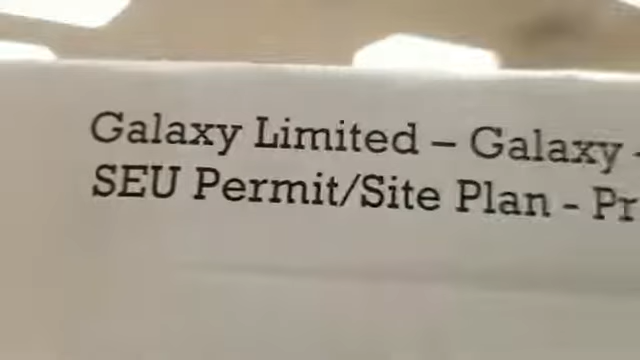 Galaxy Limited – Galaxy -
SEU Permit/Site Plan - Pr